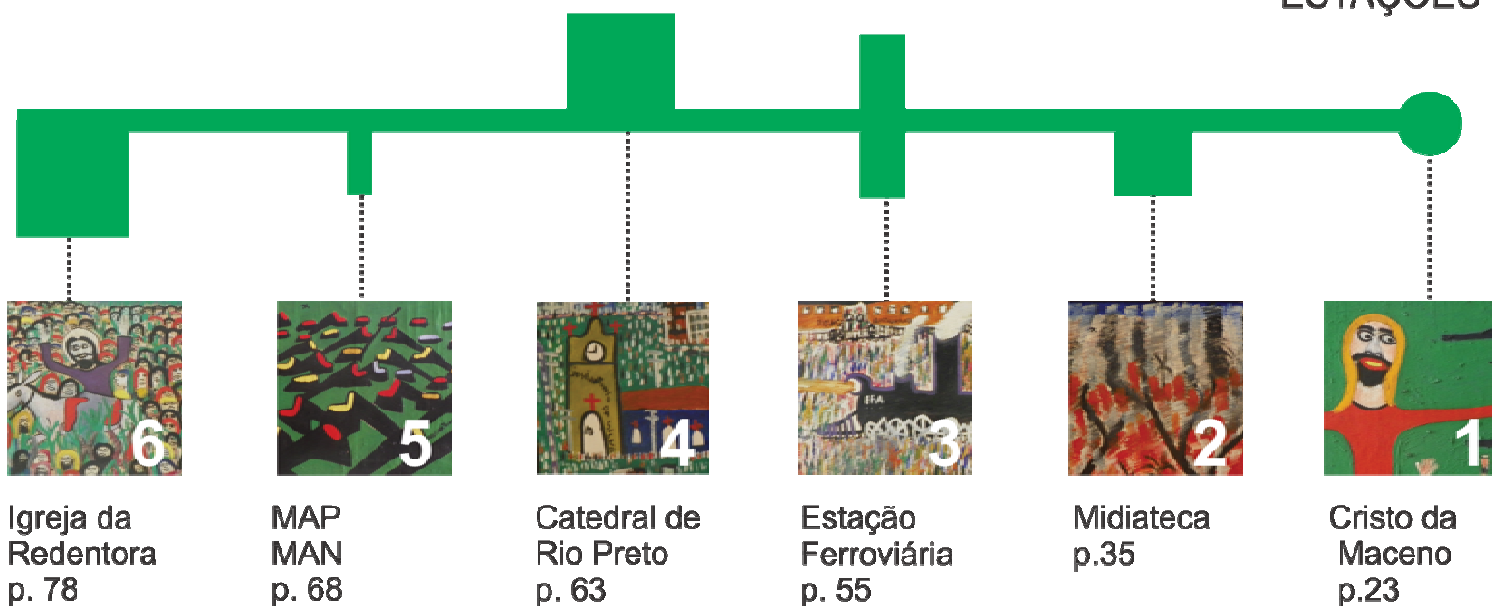 ESTAÇÕES
6
5
4
3
2
1
Igreja da
Redentora
p. 78
MAP
MAN
p. 68
Catedral de
Rio Preto
p. 63
Estação
Ferroviária
p. 55
Midiateca
p.35
Cristo da
Maceno
p.23